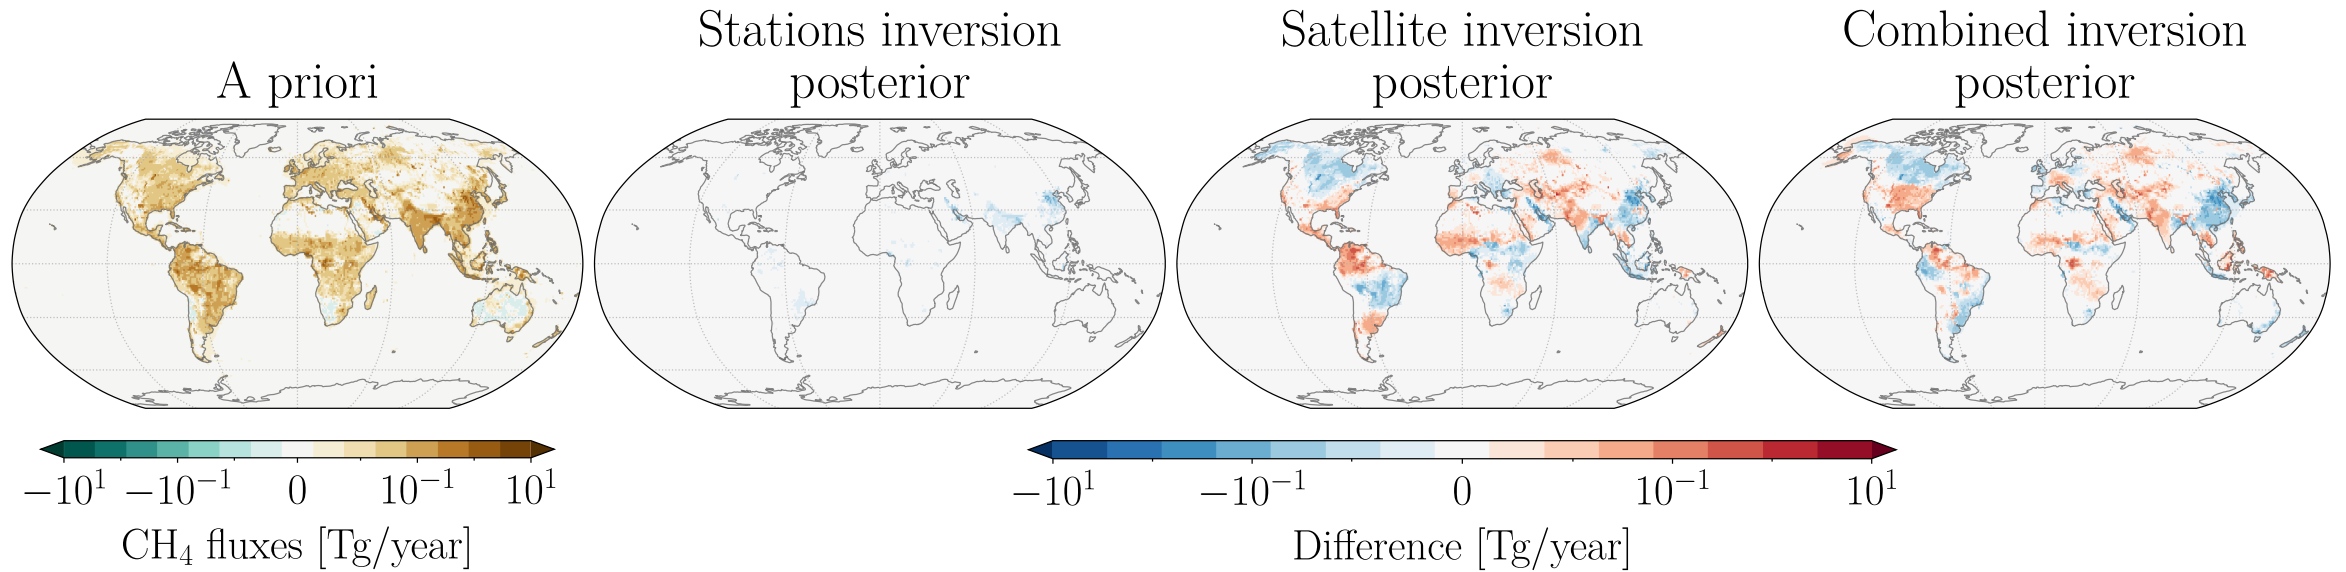 A priori
Stations inversion
posterior
Satellite inversion
posterior
Combined inversion
posterior
−10¹ −10⁻¹ 0 10⁻¹ 10¹
CH₄ fluxes [Tg/year]
−10¹ −10⁻¹ 0 10⁻¹ 10¹
Difference [Tg/year]